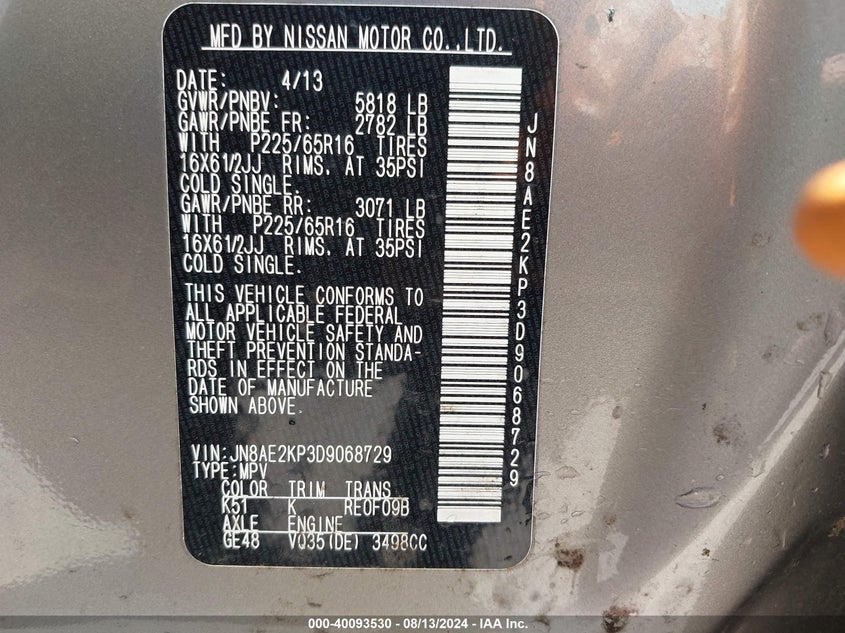 MFD BY NISSAN MOTOR CO.,LTD.
DATE: 4/13
GVWR/PNBV: 5818 LB
GAWR/PNBE FR: 2782 LB
WITH P225/65R16 TIRES
16X61/2JJ RIMS. AT 35PSI
COLD SINGLE.
GAWR/PNBE RR: 3071 LB
WITH P225/65R16 TIRES
16X61/2JJ RIMS. AT 35PSI
COLD SINGLE.
THIS VEHICLE CONFORMS TO
ALL APPLICABLE FEDERAL
MOTOR VEHICLE SAFETY AND
THEFT PREVENTION STANDA-
RDS IN EFFECT ON THE
DATE OF MANUFACTURE
SHOWN ABOVE.
VIN:JN8AE2KP3D9068729
TYPE:MPV
COLOR TRIM TRANS
K51 K RE0F09B
AXLE ENGINE
GE48 VQ35(DE) 3498CC
JN8AE2KP3D9068729
000-40093530 - 08/13/2024 - IAA Inc.